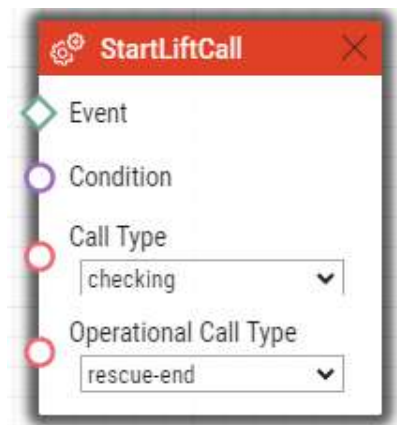 StartLiftCall
Event
Condition
Call Type
checking
Operational Call Type
rescue-end